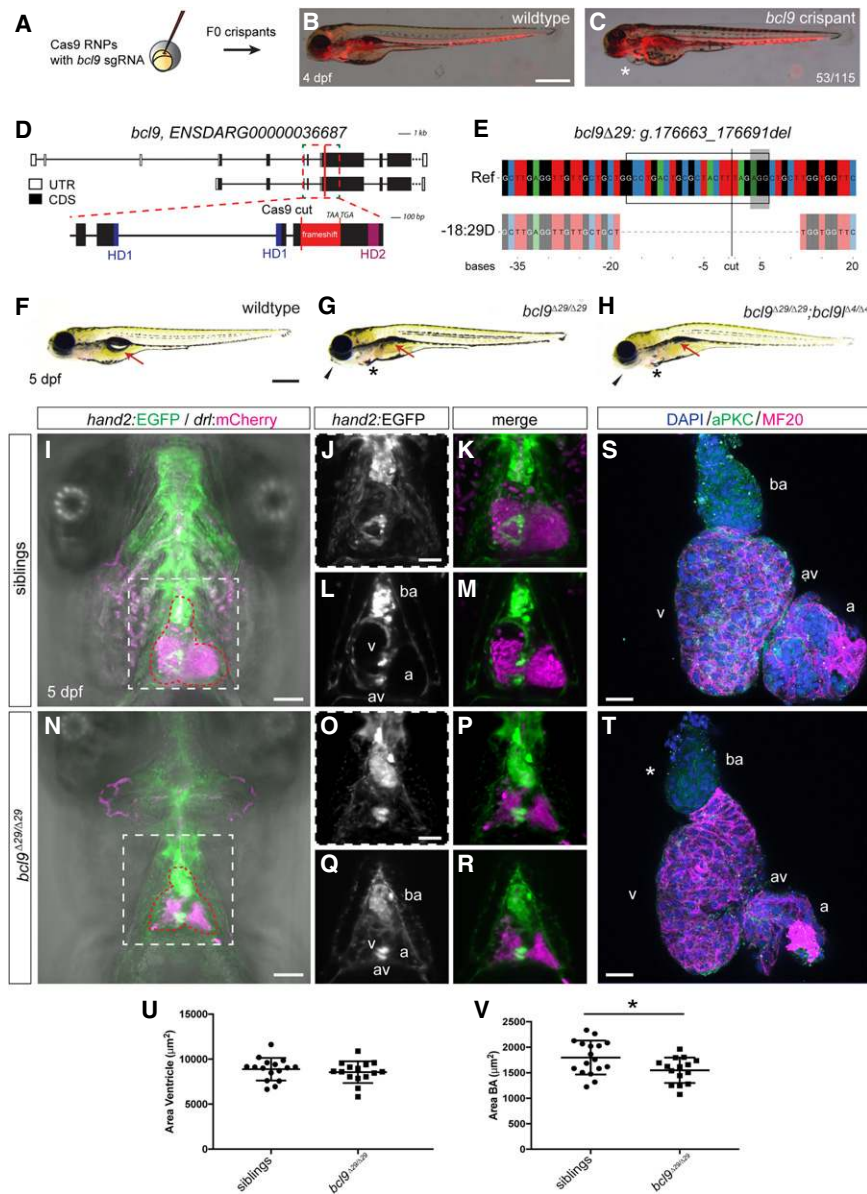 A
Cas9 RNPs
with bcl9 sgRNA
F0 crispants
B
wildtype
4 dpf
C
bcl9 crispant
*
53/115
D
bcl9, ENSDARG00000036687
1 kb
UTR
CDS
Cas9 cut
TAATGA
100 bp
frameshift
HD1
HD1
HD2
E
bcl9Δ29: g.176663_176691del
Ref
-18:29D
GCTTGAGGTTGTTGCTGCT
TGGTGGTTC
bases
-35
-20
-5
cut
5
20
F
wildtype
5 dpf
G
bcl9Δ29/Δ29
*
H
bcl9Δ29/Δ29;bcl9lΔ4/Δ4
*
hand2:EGFP / drl:mCherry
hand2:EGFP
merge
DAPI/aPKC/MF20
siblings
I
5 dpf
J
K
L
ba
v
a
av
M
S
ba
av
v
a
bcl9Δ29/Δ29
N
O
P
Q
ba
v
a
av
R
T
*
ba
av
v
a
U
Area Ventricle (μm2)
15000
10000
5000
0
siblings
bcl9Δ29/Δ29
V
*
Area BA (μm2)
2500
2000
1500
1000
500
0
siblings
bcl9Δ29/Δ29